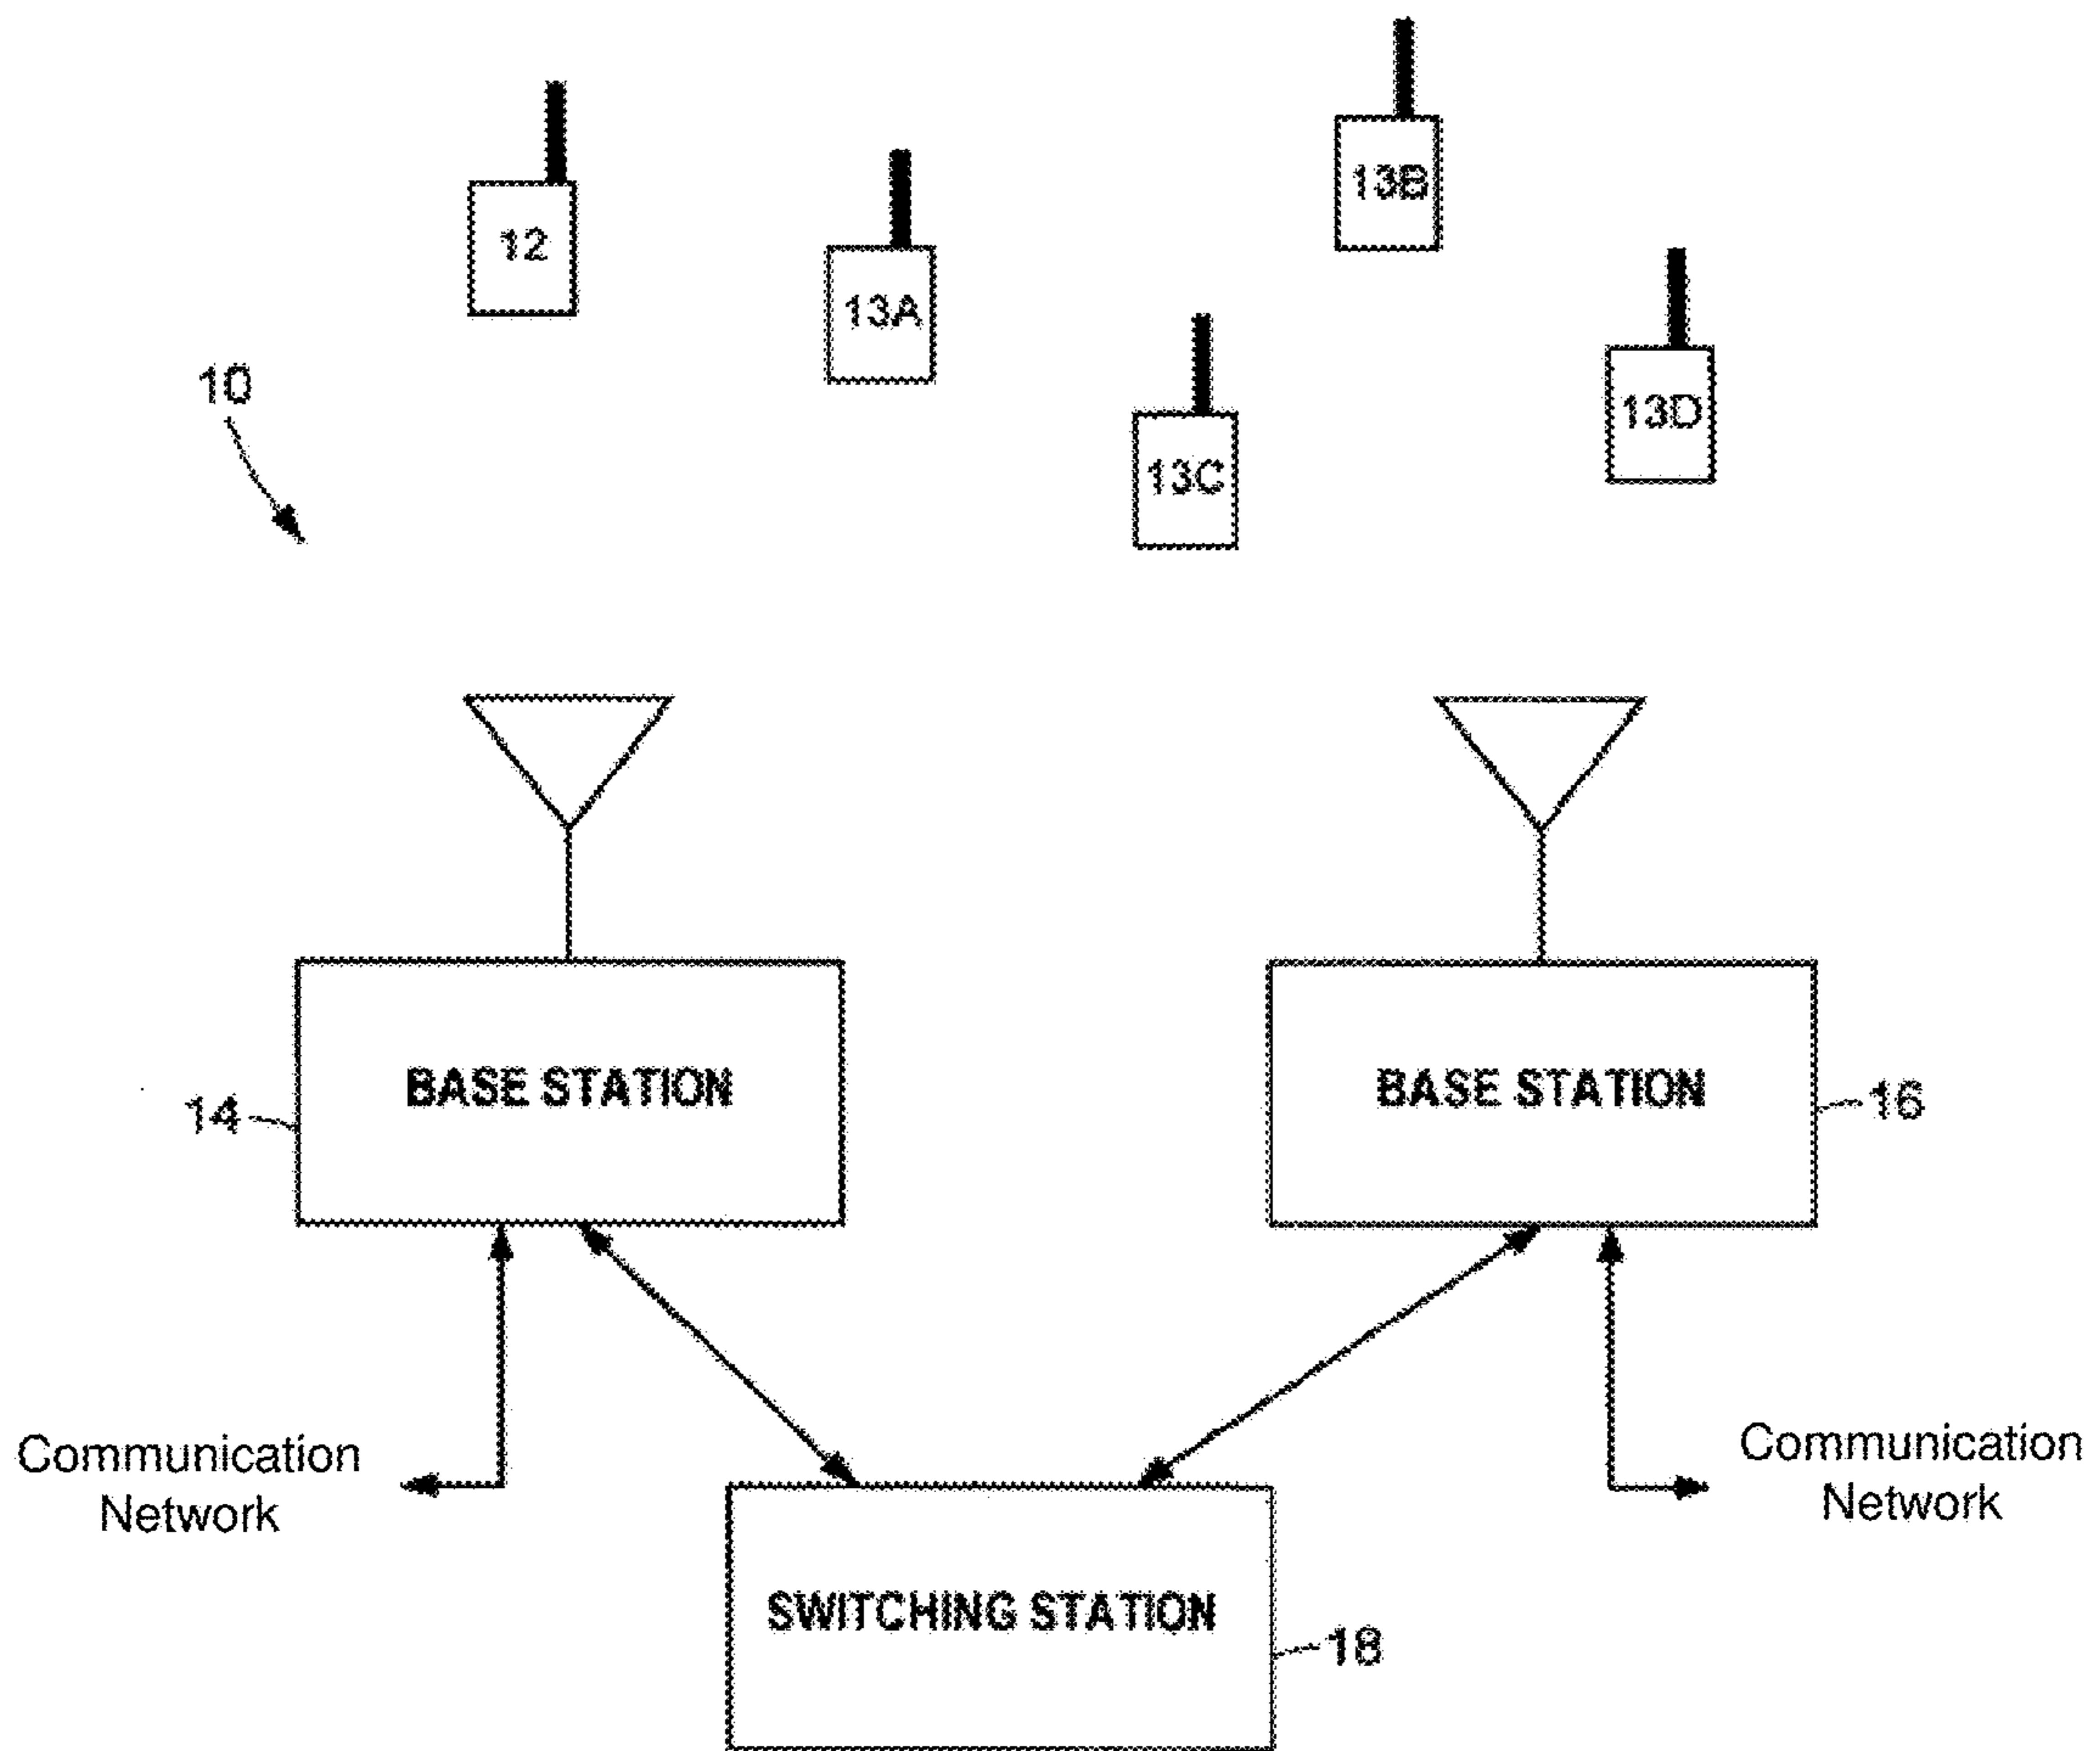 13B
12
13A
10
13D
13C
BASE STATION
14
BASE STATION
16
Communication
Network
Communication
Network
SWITCHING STATION
18